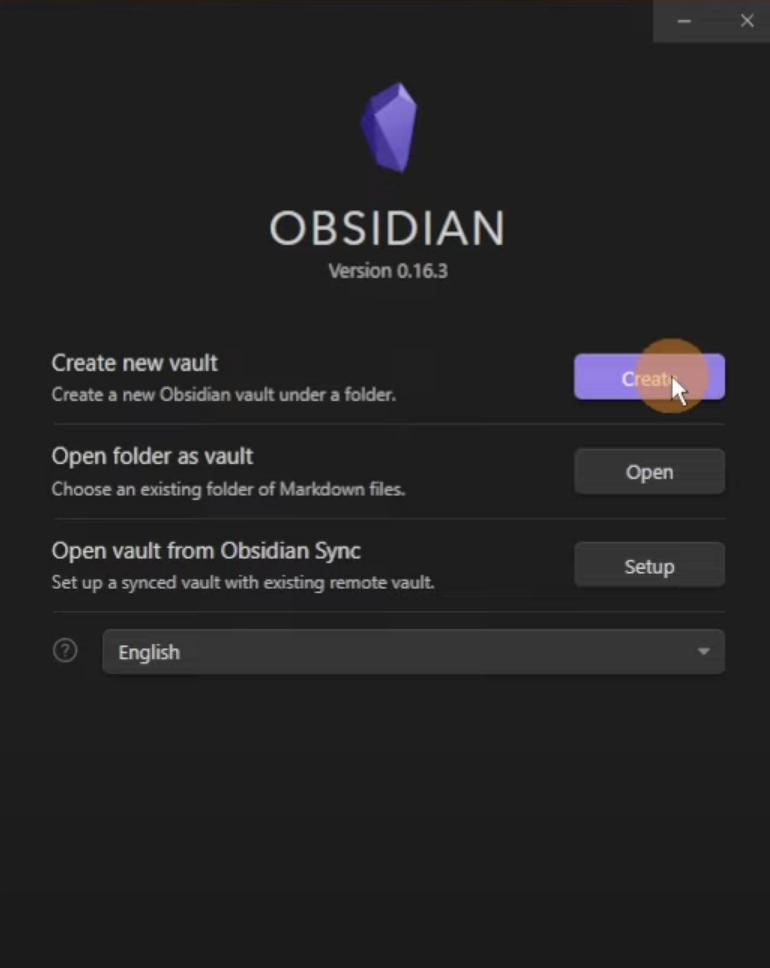 OBSIDIAN
Version 0.16.3
Create new vault
Create a new Obsidian vault under a folder.
Create
Open folder as vault
Choose an existing folder of Markdown files.
Open
Open vault from Obsidian Sync
Set up a synced vault with existing remote vault.
Setup
?
English